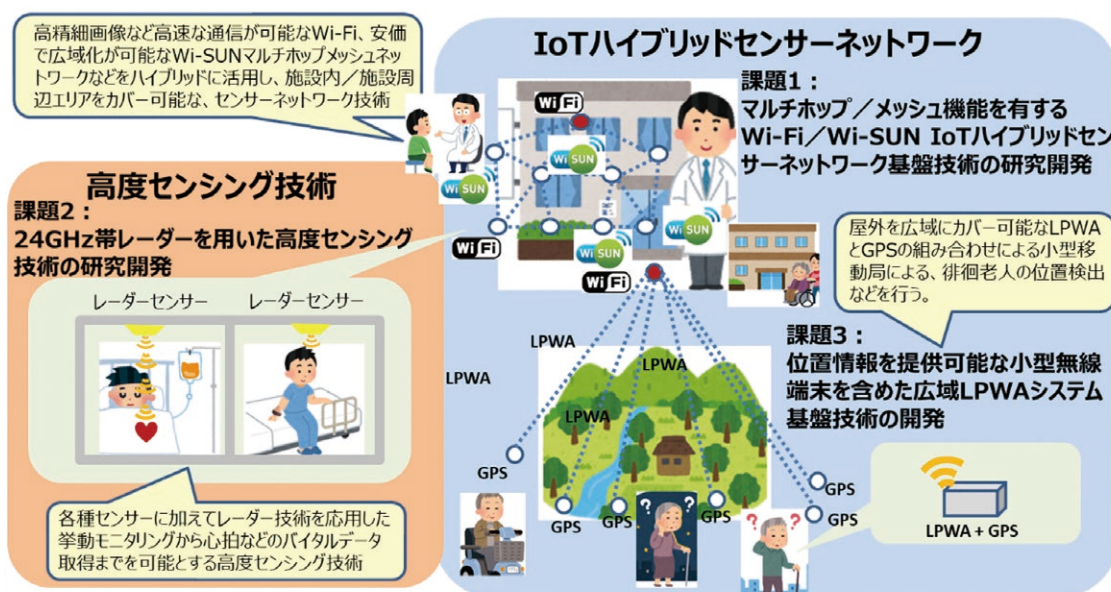 高精細画像など高速な通信が可能なWi-Fi、安価
で広域化が可能なWi-SUNマルチホップメッシュネッ
トワークなどをハイブリッドに活用し、施設内／施設周
辺エリアをカバー可能な、センサーネットワーク技術
IoTハイブリッドセンサーネットワーク
課題1：
マルチホップ／メッシュ機能を有する
Wi-Fi／Wi-SUN IoTハイブリッドセン
サーネットワーク基盤技術の研究開発
Wi Fi
Wi SUN
Wi SUN
Wi SUN
Wi Fi
Wi SUN
Wi Fi
高度センシング技術
課題2：
24GHz帯レーダーを用いた高度センシング
技術の研究開発
レーダーセンサー
レーダーセンサー
各種センサーに加えてレーダー技術を応用した
挙動モニタリングから心拍などのバイタルデータ
取得までを可能とする高度センシング技術
屋外を広域にカバー可能なLPWA
とGPSの組み合わせによる小型移
動局による、徘徊老人の位置検出
などを行う。
課題3：
位置情報を提供可能な小型無線
端末を含めた広域LPWAシステム
基盤技術の開発
LPWA
LPWA
LPWA
LPWA
GPS
GPS
GPS
GPS
GPS
GPS
? ?
? ?
LPWA + GPS